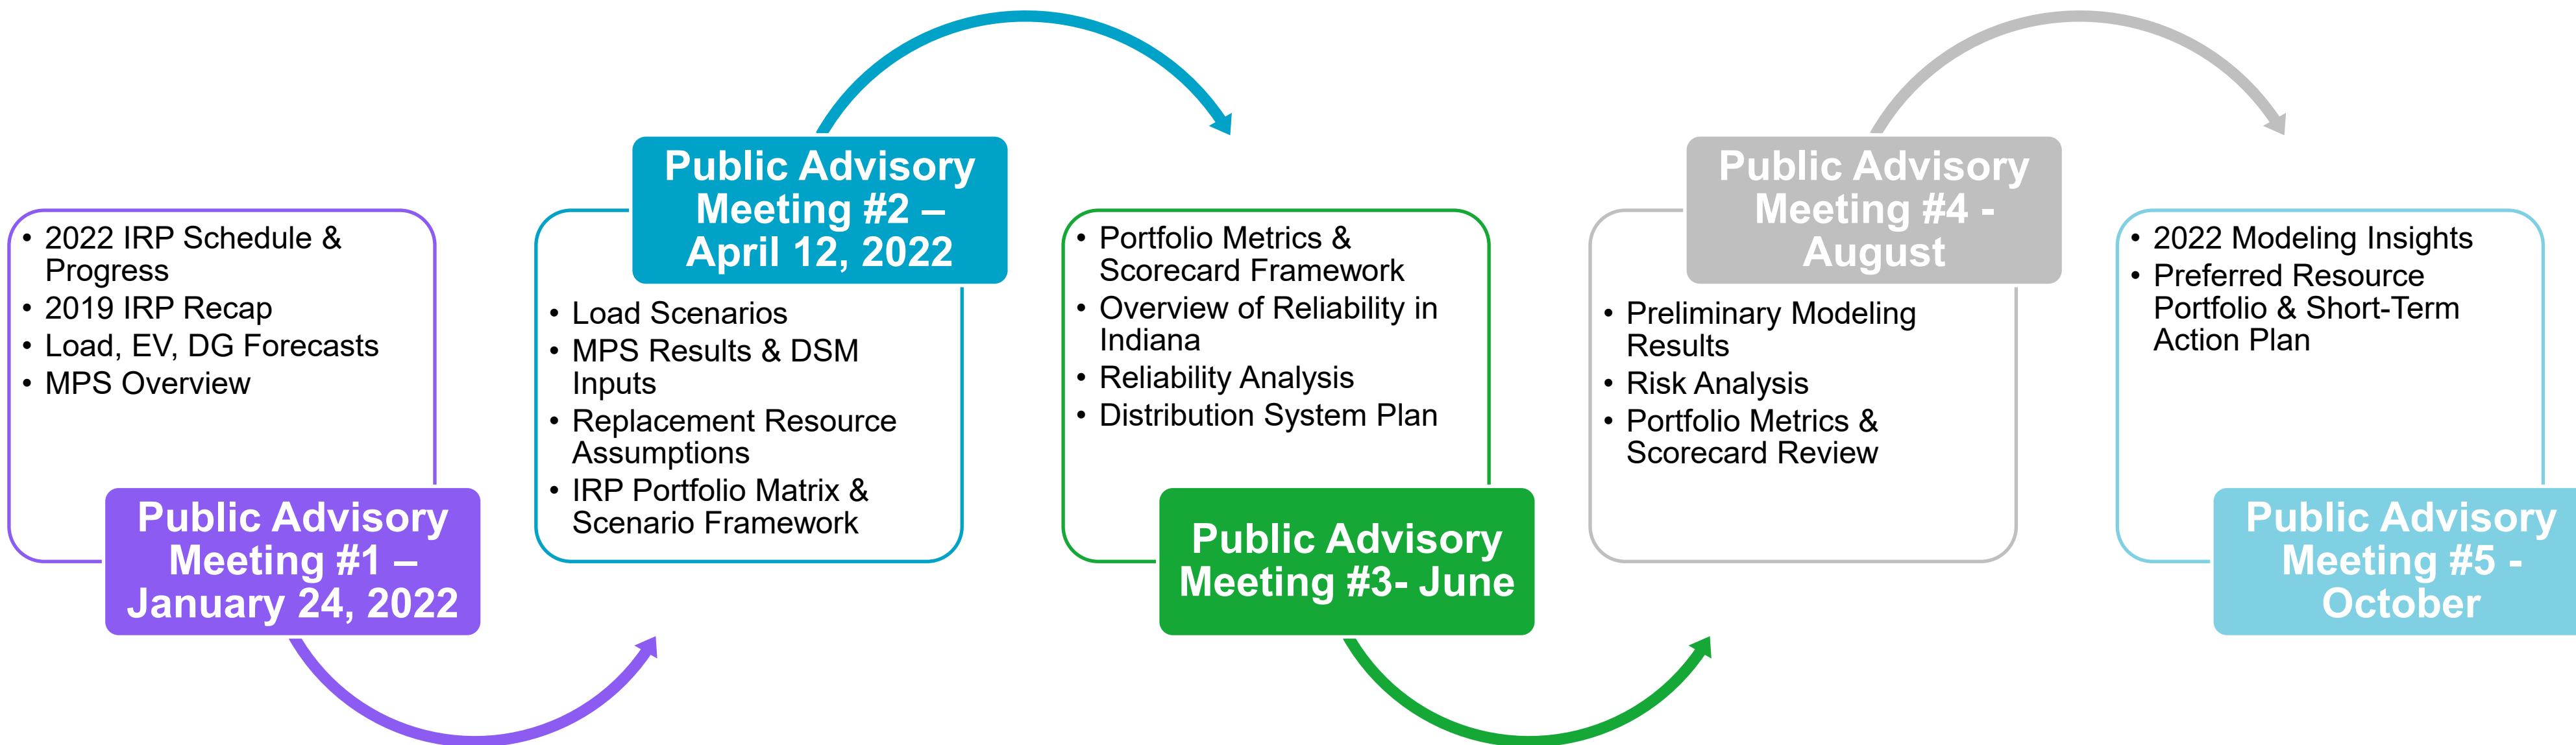 • 2022 IRP Schedule &
Progress
• 2019 IRP Recap
• Load, EV, DG Forecasts
• MPS Overview
Public Advisory
Meeting #1 –
January 24, 2022
Public Advisory
Meeting #2 –
April 12, 2022
• Load Scenarios
• MPS Results & DSM
Inputs
• Replacement Resource
Assumptions
• IRP Portfolio Matrix &
Scenario Framework
• Portfolio Metrics &
Scorecard Framework
• Overview of Reliability in
Indiana
• Reliability Analysis
• Distribution System Plan
Public Advisory
Meeting #3- June
Public Advisory
Meeting #4 -
August
• Preliminary Modeling
Results
• Risk Analysis
• Portfolio Metrics &
Scorecard Review
• 2022 Modeling Insights
• Preferred Resource
Portfolio & Short-Term
Action Plan
Public Advisory
Meeting #5 -
October